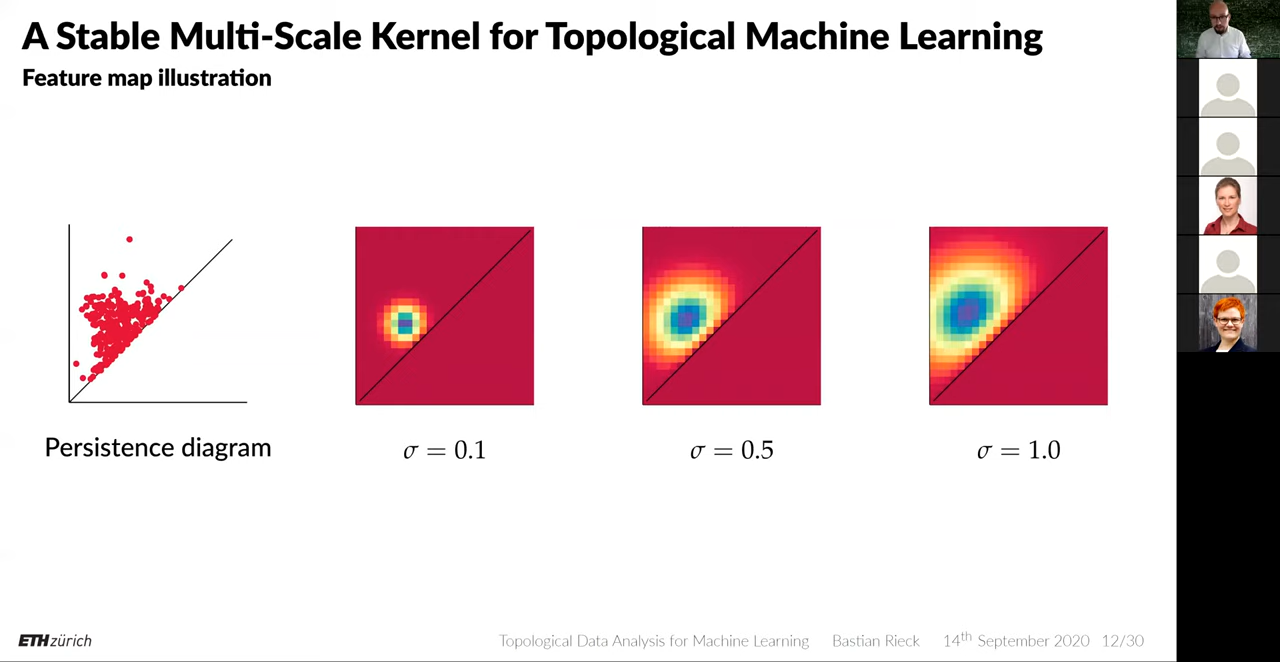 A Stable Multi-Scale Kernel for Topological Machine Learning
Feature map illustration
Persistence diagram
σ = 0.1
σ = 0.5
σ = 1.0
ETH zürich
Topological Data Analysis for Machine Learning Bastian Rieck 14th September 2020 12/30